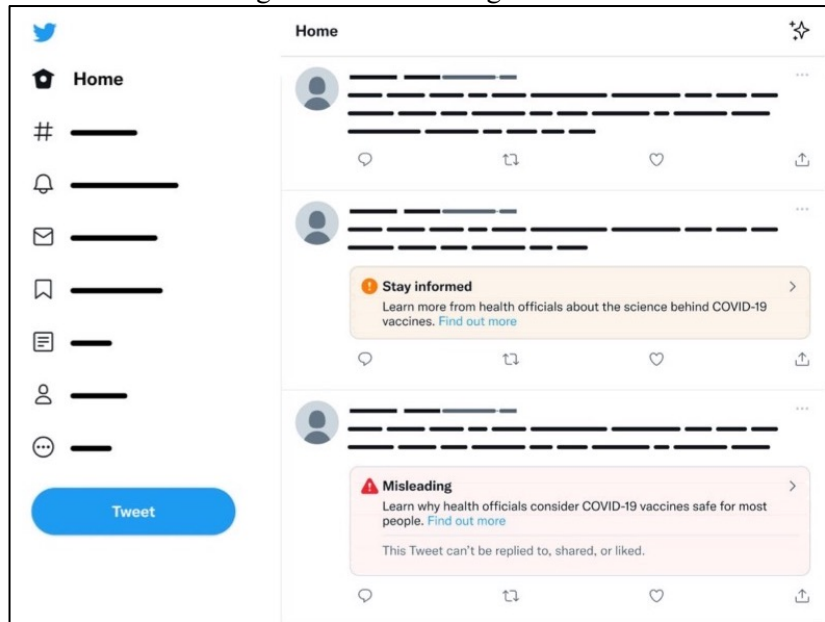 Home
Home
Stay informed
Learn more from health officials about the science behind COVID-19
vaccines. Find out more
Misleading
Learn why health officials consider COVID-19 vaccines safe for most
people. Find out more
This Tweet can't be replied to, shared, or liked.
Tweet